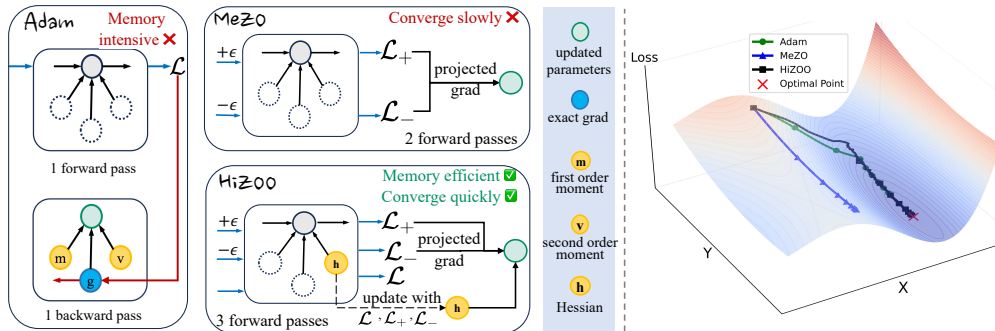 Adam
Memory
intensive ❌
ℒ
1 forward pass
m
v
g
1 backward pass
MeZO
Converge slowly ❌
+ϵ
−ϵ
ℒ₊
ℒ₋
projected
grad
2 forward passes
HiZOO
Memory efficient ✅
Converge quickly ✅
+ϵ
−ϵ
h
ℒ₊
ℒ₋
ℒ
projected
grad
update with
ℒ , ℒ₊ , ℒ₋
h
3 forward passes
updated
parameters
exact grad
m
first order
moment
v
second order
moment
h
Hessian
Loss
Adam
MeZO
HiZOO
Optimal Point
Y
X